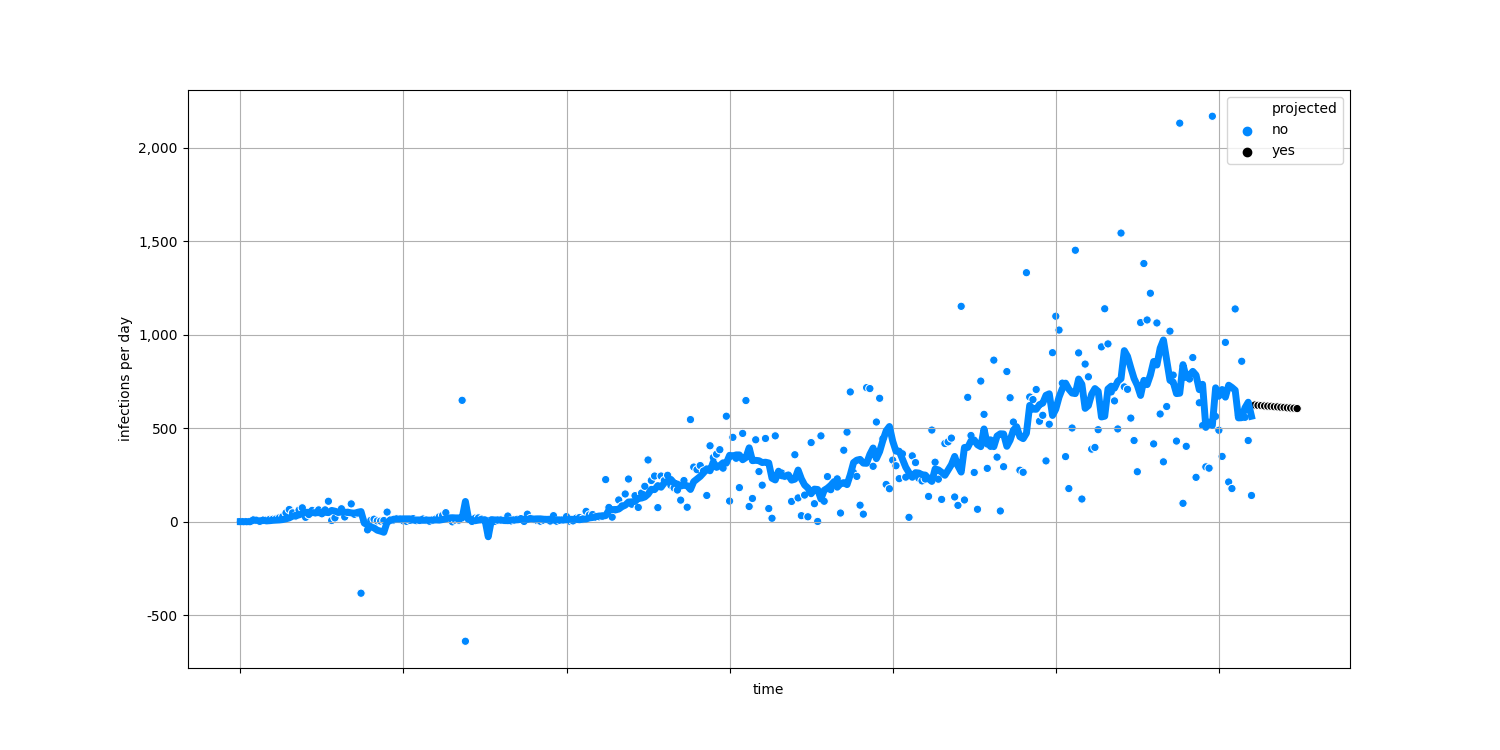 projected
no
yes
2,000
1,500
1,000
500
0
-500
infections per day
time